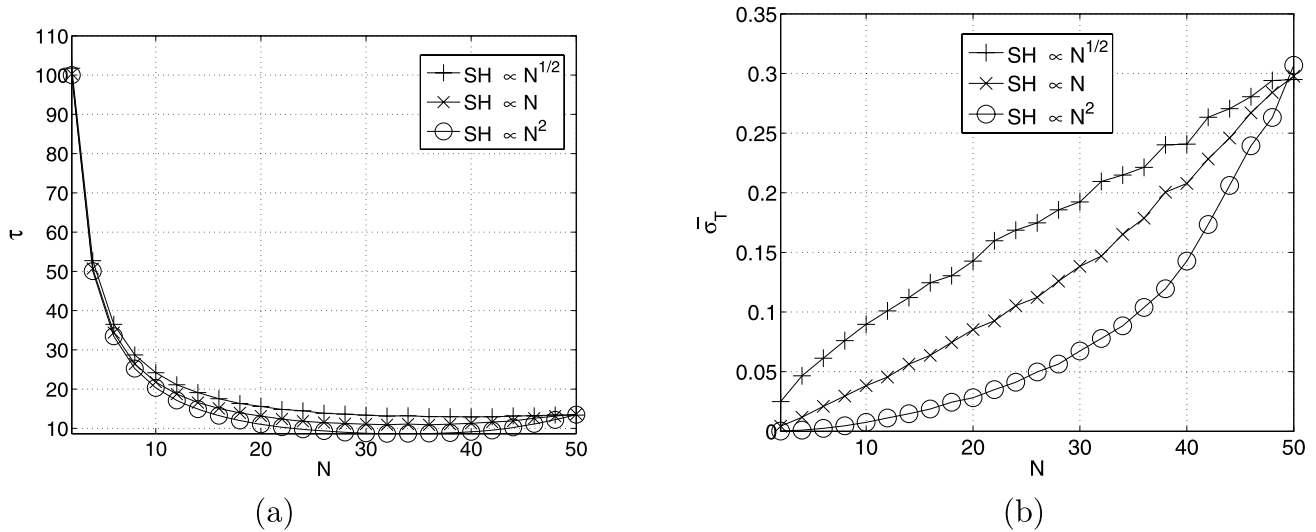 110
100
90
80
70
60
50
40
30
20
10
τ
10 20 30 40 50
N
SH ∝ N^{1/2}
SH ∝ N
SH ∝ N^2
(a)
0.35
0.3
0.25
0.2
0.15
0.1
0.05
0
σ̄_T
10 20 30 40 50
N
SH ∝ N^{1/2}
SH ∝ N
SH ∝ N^2
(b)